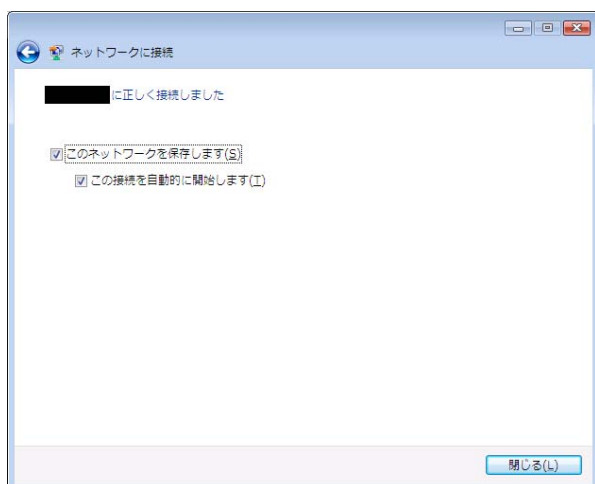 ネットワークに接続
に正しく接続しました
このネットワークを保存します(S)
この接続を自動的に開始します(T)
閉じる(L)